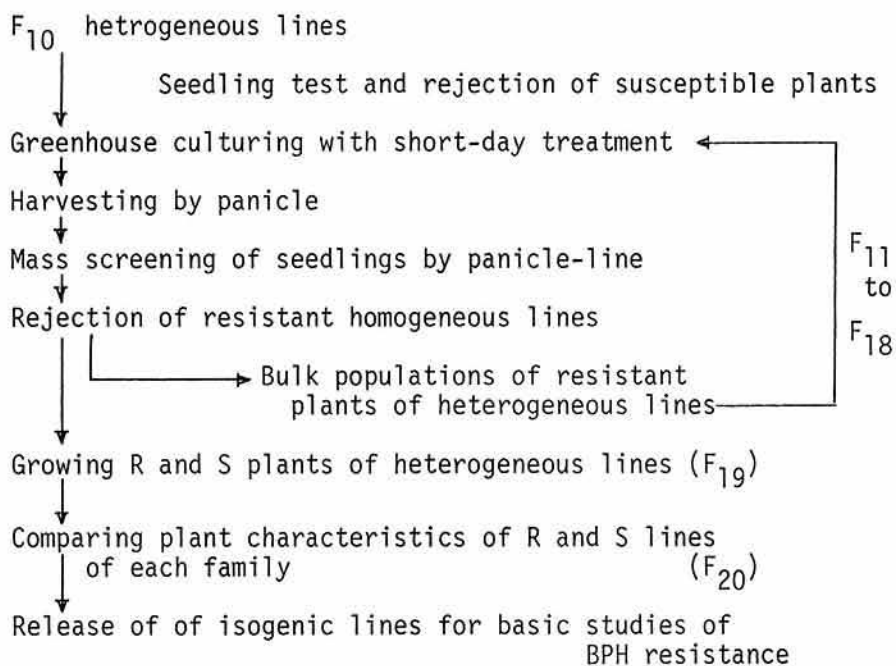 F10 hetrogeneous lines
Seedling test and rejection of susceptible plants
Greenhouse culturing with short-day treatment
Harvesting by panicle
Mass screening of seedlings by panicle-line
F11
to
F18
Rejection of resistant homogeneous lines
Bulk populations of resistant
plants of heterogeneous lines
Growing R and S plants of heterogeneous lines (F19)
Comparing plant characteristics of R and S lines
of each family (F20)
Release of of isogenic lines for basic studies of
BPH resistance